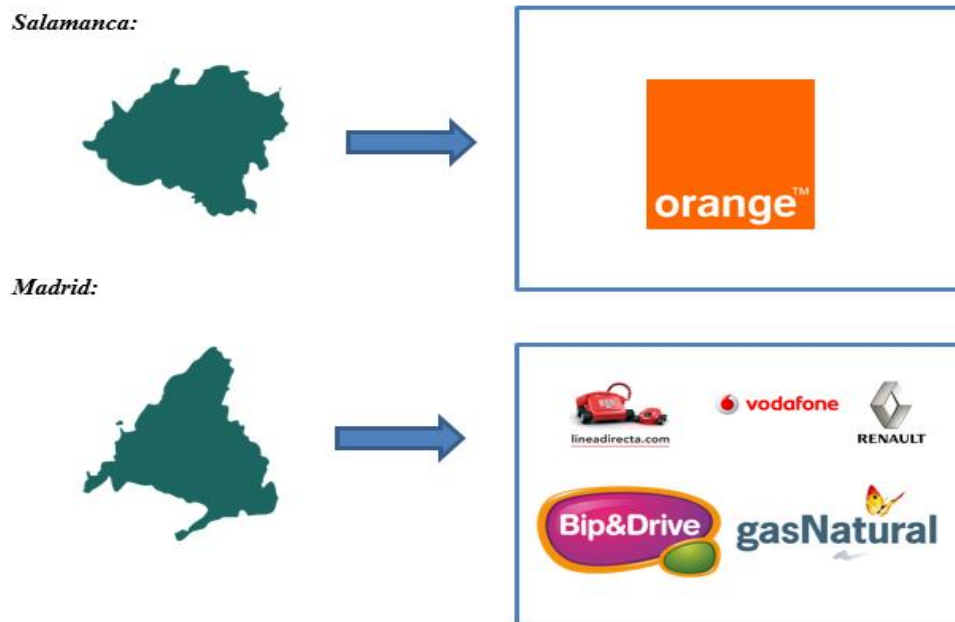 Salamanca:
orange™
Madrid:
lineadirecta.com
vodafone
RENAULT
Bip&Drive
gasNatural